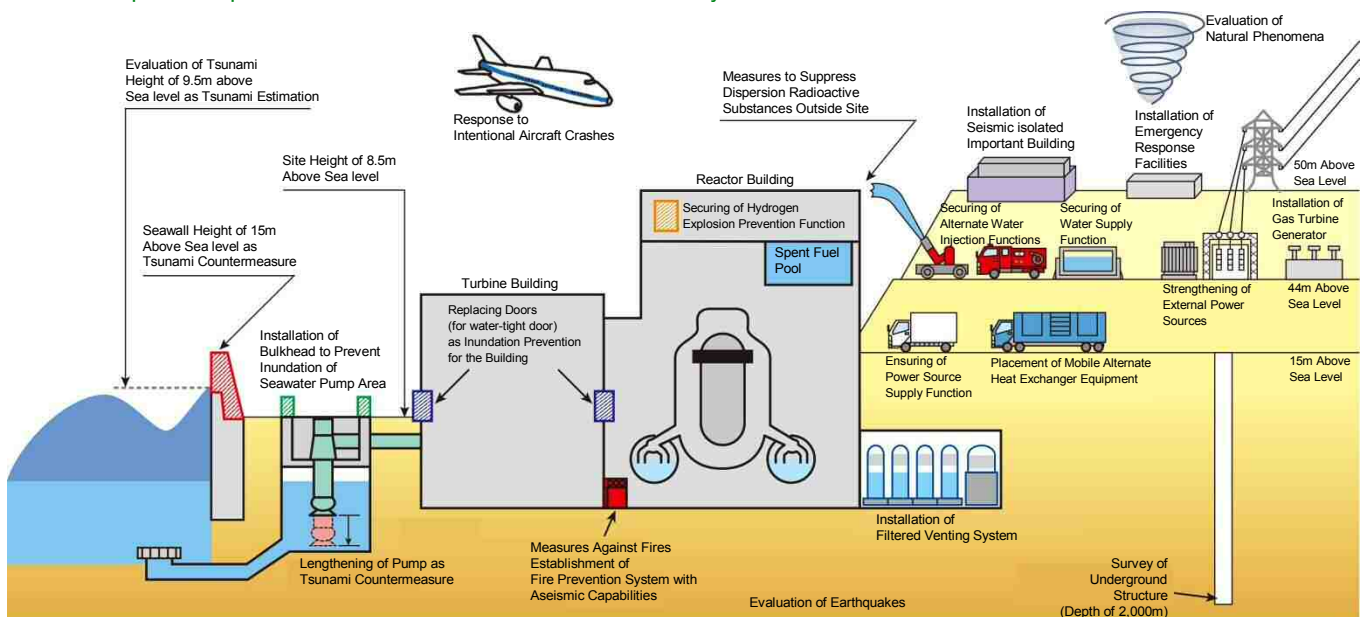 Evaluation of Tsunami
Height of 9.5m above
Sea level as Tsunami Estimation
Response to
Intentional Aircraft Crashes
Measures to Suppress
Dispersion Radioactive
Substances Outside Site
Evaluation of
Natural Phenomena
Installation of
Seismic isolated
Important Building
Installation of
Emergency
Response
Facilities
Site Height of 8.5m
Above Sea level
Seawall Height of 15m
Above Sea level as
Tsunami Countermeasure
Reactor Building
Securing of Hydrogen
Explosion Prevention Function
Spent Fuel
Pool
50m Above
Sea Level
Securing of
Alternate Water
Injection Functions
Securing of
Water Supply
Function
Installation of
Gas Turbine
Generator
Turbine Building
Replacing Doors
(for water-tight door)
as Inundation Prevention
for the Building
Strengthening of
External Power
Sources
44m Above
Sea Level
Installation of
Bulkhead to Prevent
Inundation of
Seawater Pump Area
Ensuring of
Power Source
Supply Function
Placement of Mobile Alternate
Heat Exchanger Equipment
15m Above
Sea Level
Installation of
Filtered Venting System
Lengthening of Pump as
Tsunami Countermeasure
Measures Against Fires
Establishment of
Fire Prevention System with
Aseismic Capabilities
Evaluation of Earthquakes
Survey of
Underground
Structure
(Depth of 2,000m)